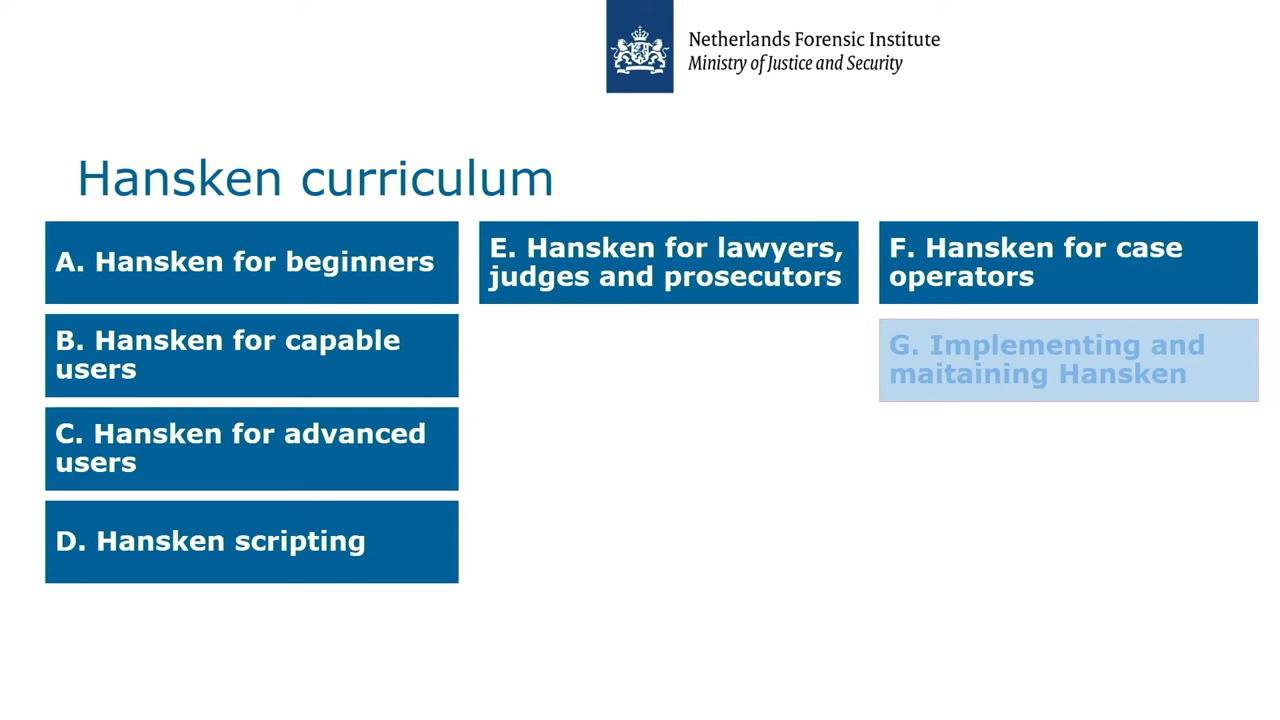 Netherlands Forensic Institute
Ministry of Justice and Security
Hansken curriculum
A. Hansken for beginners
B. Hansken for capable
users
C. Hansken for advanced
users
D. Hansken scripting
E. Hansken for lawyers,
judges and prosecutors
F. Hansken for case
operators
G. Implementing and
maitaining Hansken